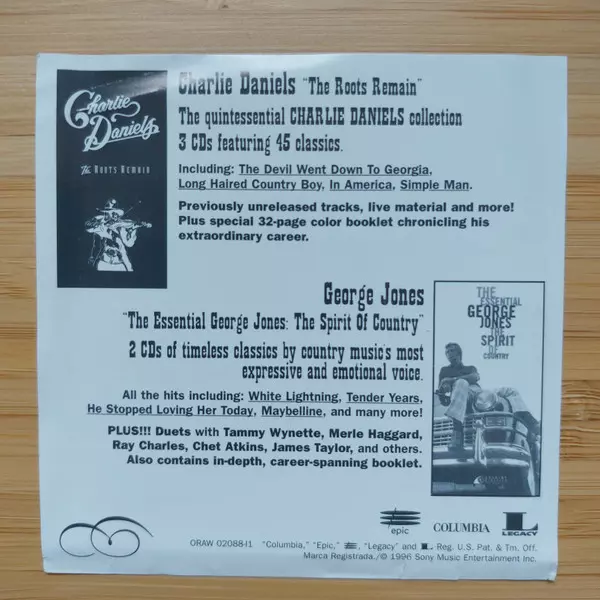 Charlie Daniels
The Roots Remain
Charlie Daniels "The Roots Remain"
The quintessential CHARLIE DANIELS collection
3 CDs featuring 45 classics.
Including: The Devil Went Down To Georgia,
Long Haired Country Boy, In America, Simple Man.
Previously unreleased tracks, live material and more!
Plus special 32-page color booklet chronicling his
extraordinary career.
George Jones
"The Essential George Jones: The Spirit Of Country"
2 CDs of timeless classics by country music's most
expressive and emotional voice.
All the hits including: White Lightning, Tender Years,
He Stopped Loving Her Today, Maybelline, and many more!
PLUS!!! Duets with Tammy Wynette, Merle Haggard,
Ray Charles, Chet Atkins, James Taylor, and others.
Also contains in-depth, career-spanning booklet.
THE
ESSENTIAL
GEORGE
JONES
THE
SPIRIT
OF
COUNTRY
epic
COLUMBIA
L
LEGACY
ORAW 02088-I1 "Columbia," "Epic," , "Legacy" and L Reg. U.S. Pat. & Tm. Off.
Marca Registrada./© 1996 Sony Music Entertainment Inc.